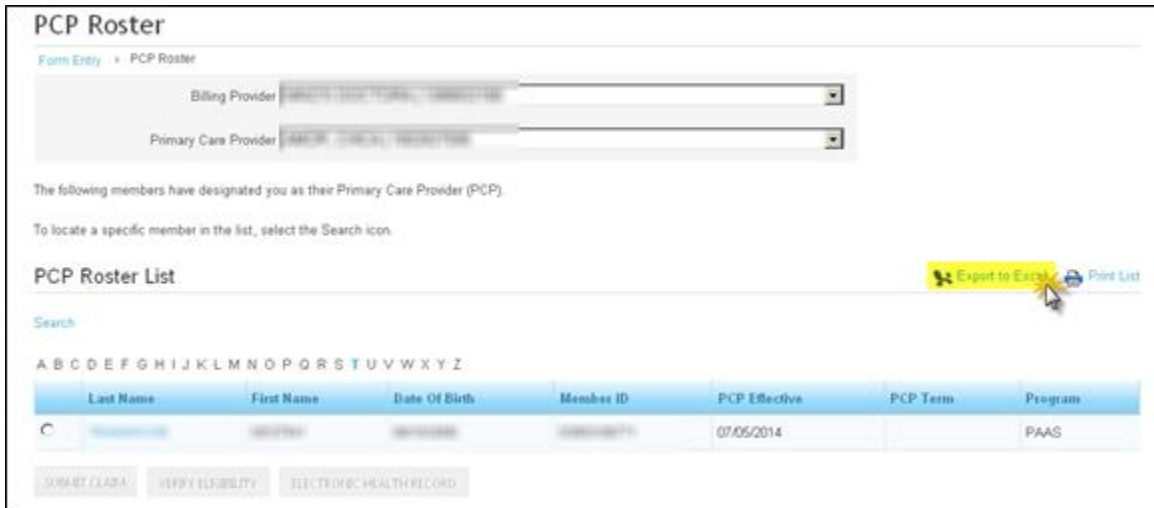 PCP Roster
Form Entry › PCP Roster
Billing Provider
Primary Care Provider
The following members have designated you as their Primary Care Provider (PCP).
To locate a specific member in the list, select the Search icon.
PCP Roster List Export to Excel Print List
Search
A B C D E F G H I J K L M N O P Q R S T U V W X Y Z
Last Name First Name Date Of Birth Member ID PCP Effective PCP Term Program
07/05/2014 PAAS
SUBMIT CLAIM VERIFY ELIGIBILITY ELECTRONIC HEALTH RECORD